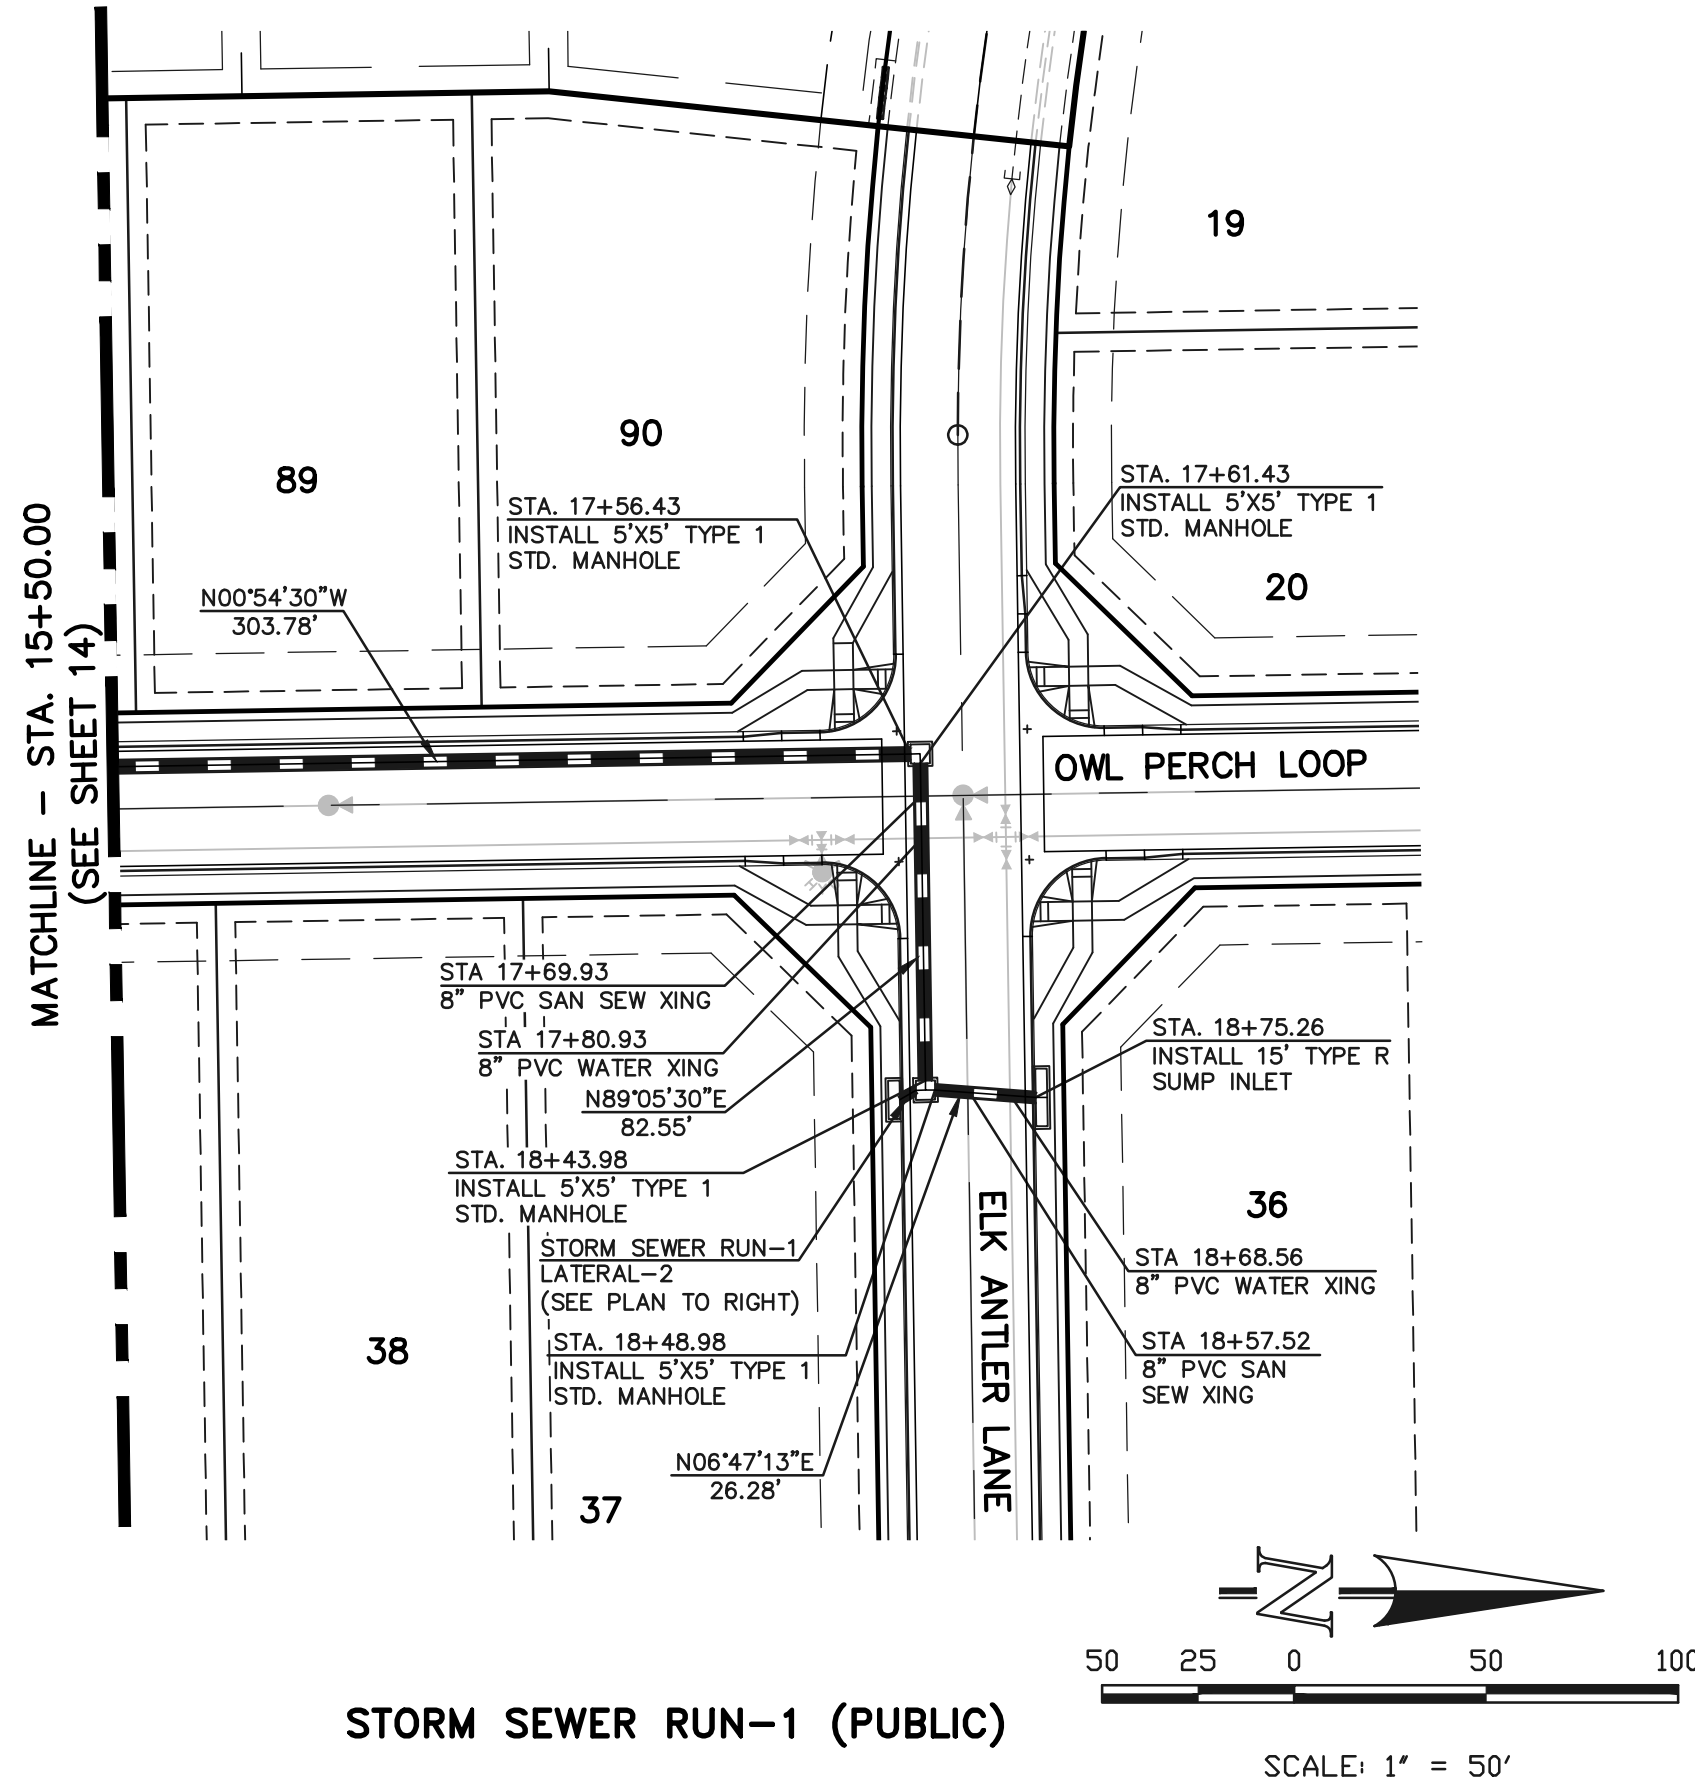 19
90
89
STA. 17+56.43
INSTALL 5'X5' TYPE 1
STD. MANHOLE
STA. 17+61.43
INSTALL 5'X5' TYPE 1
STD. MANHOLE
20
N00°54'30"W
303.78'
MATCHLINE - STA. 15+50.00
(SEE SHEET 14)
OWL PERCH LOOP
STA 17+69.93
8" PVC SAN SEW XING
STA 17+80.93
8" PVC WATER XING
N89°05'30"E
82.55'
STA. 18+75.26
INSTALL 15' TYPE R
SUMP INLET
STA. 18+43.98
INSTALL 5'X5' TYPE 1
STD. MANHOLE
STORM SEWER RUN-1
LATERAL-2
(SEE PLAN TO RIGHT)
STA. 18+48.98
INSTALL 5'X5' TYPE 1
STD. MANHOLE
N06°47'13"E
26.28'
ELK ANTLER LANE
36
STA 18+68.56
8" PVC WATER XING
STA 18+57.52
8" PVC SAN
SEW XING
38
37
N
50 25 0 50 100
STORM SEWER RUN-1 (PUBLIC)
SCALE: 1" = 50'